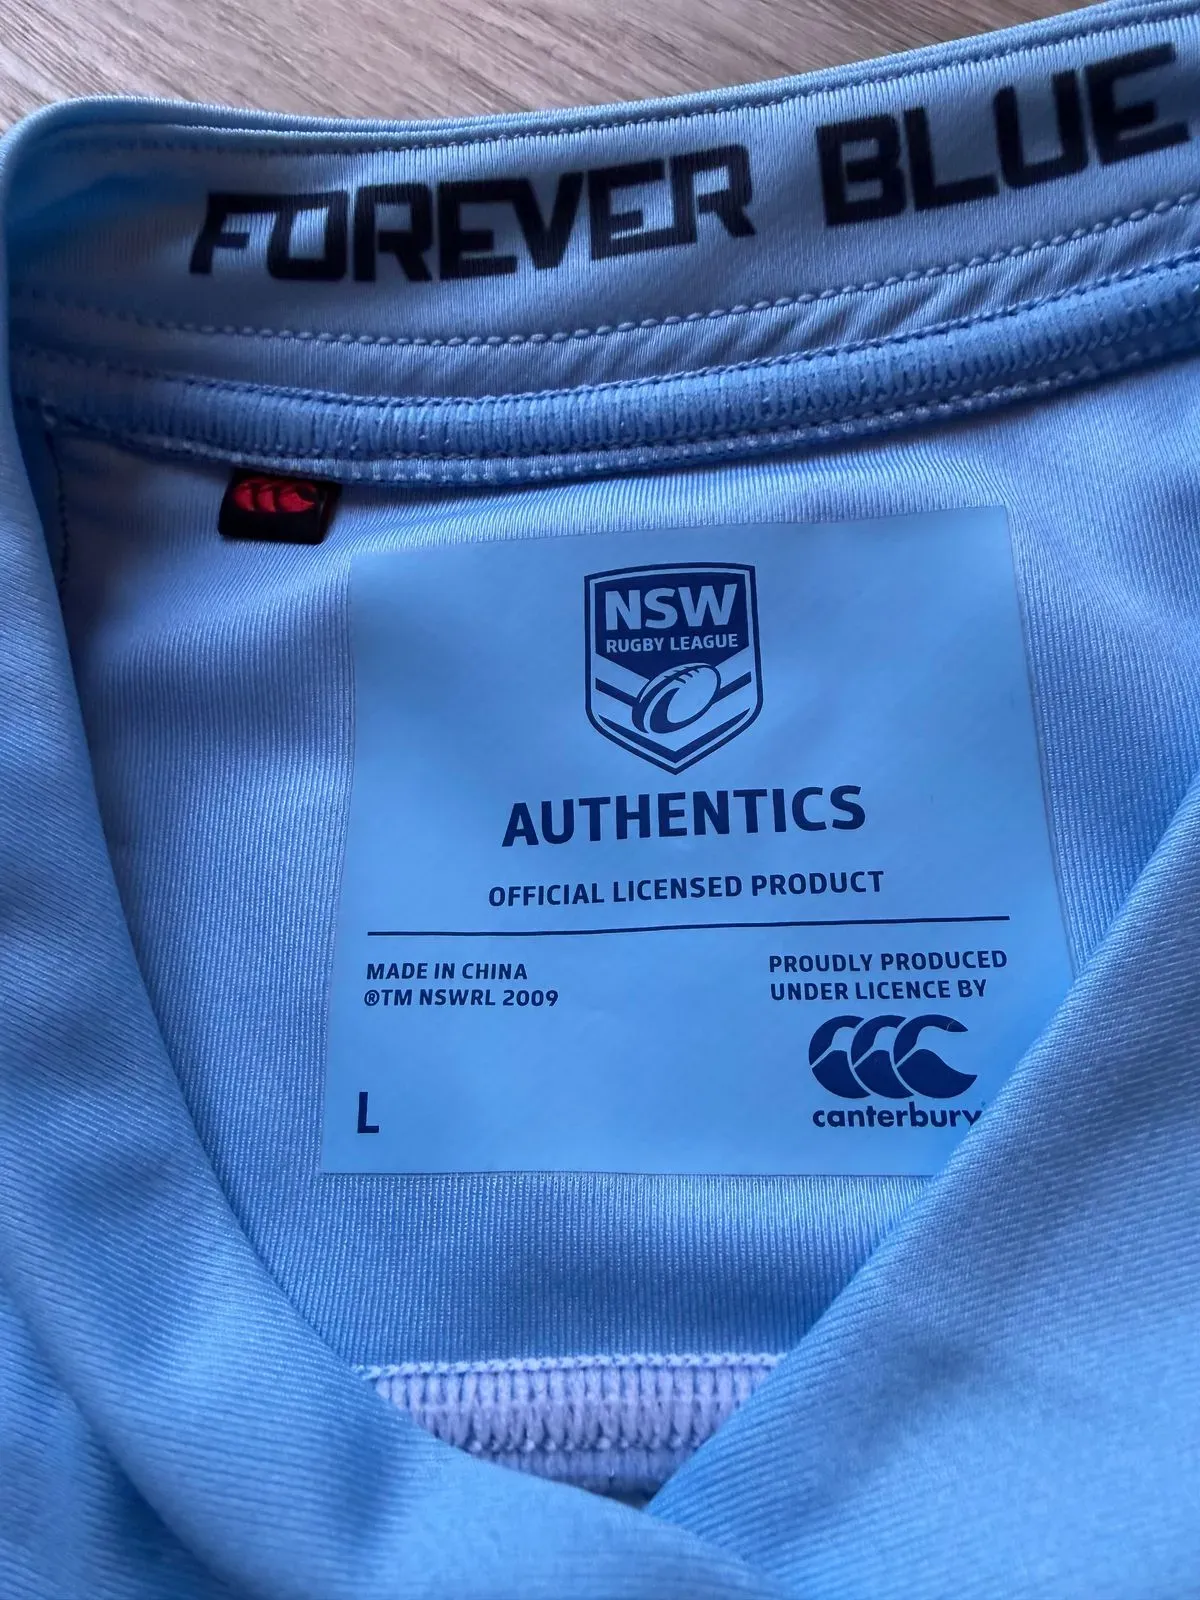 FOREVER BLUE
NSW
RUGBY LEAGUE
AUTHENTICS
OFFICIAL LICENSED PRODUCT
MADE IN CHINA
®TM NSWRL 2009
PROUDLY PRODUCED
UNDER LICENCE BY
canterbury
L